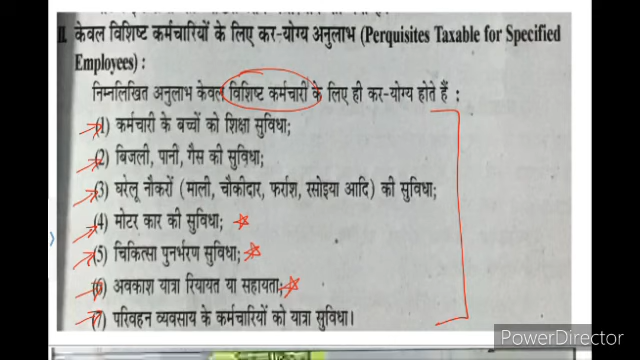 II. केवल विशिष्ट कर्मचारियों के लिए कर-योग्य अनुलाभ (Perquisites Taxable for Specified
Employees) :
निम्नलिखित अनुलाभ केवल विशिष्ट कर्मचारी के लिए ही कर-योग्य होते हैं :
(1) कर्मचारी के बच्चों को शिक्षा सुविधा;
(2) बिजली, पानी, गैस की सुविधा;
(3) घरेलू नौकरों (माली, चौकीदार, फर्राश, रसोइया आदि) की सुविधा;
(4) मोटर कार की सुविधा;
(5) चिकित्सा पुनर्भरण सुविधा;
(6) अवकाश यात्रा रियायत या सहायता;
(7) परिवहन व्यवसाय के कर्मचारियों को यात्रा सुविधा।
PowerDirector